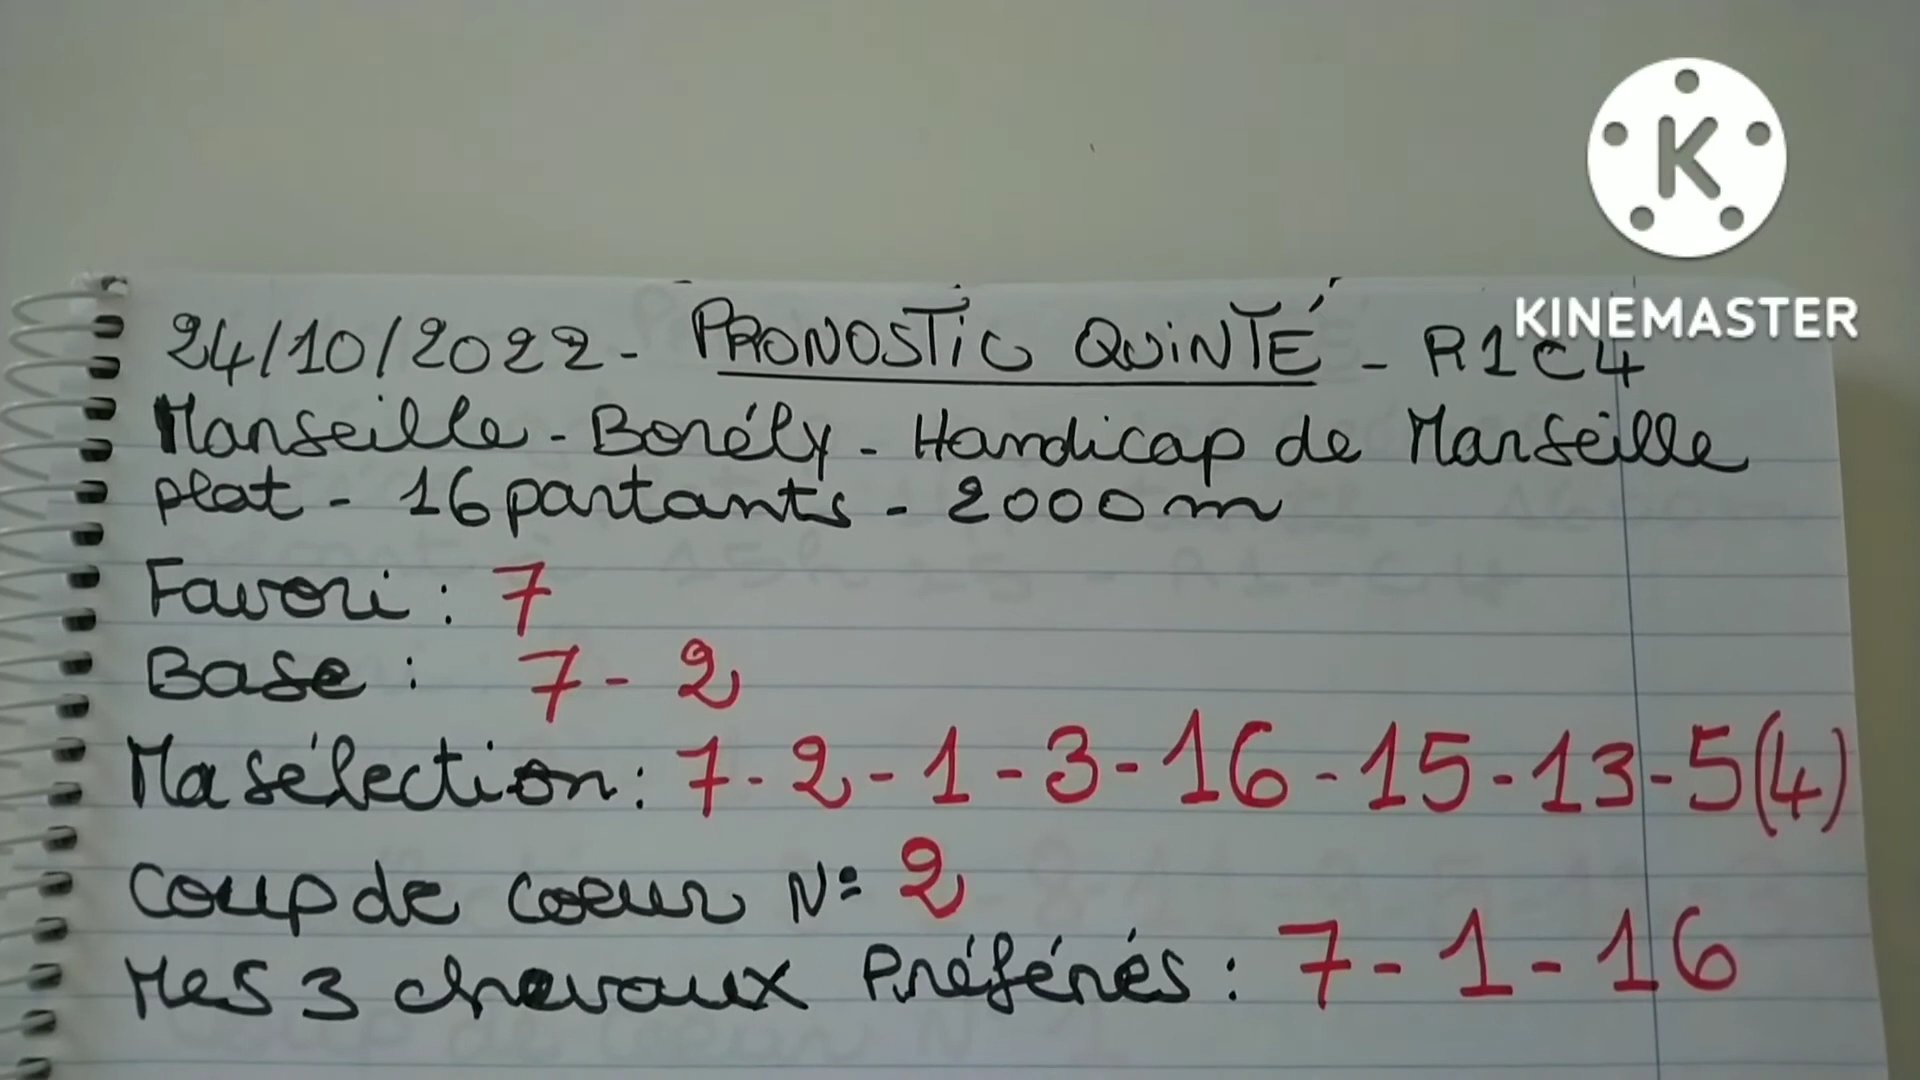 KINEMASTER
24/10/2022 - PRONOSTIC QUINTÉ - R1C4
Marseille - Borély - Handicap de Marseille
plat - 16 partants - 2000m
Favori : 7
Base : 7 - 2
Ma sélection : 7 - 2 - 1 - 3 - 16 - 15 - 13 - 5 (4)
Coup de coeur N° 2
Mes 3 chevaux Préférés : 7 - 1 - 16